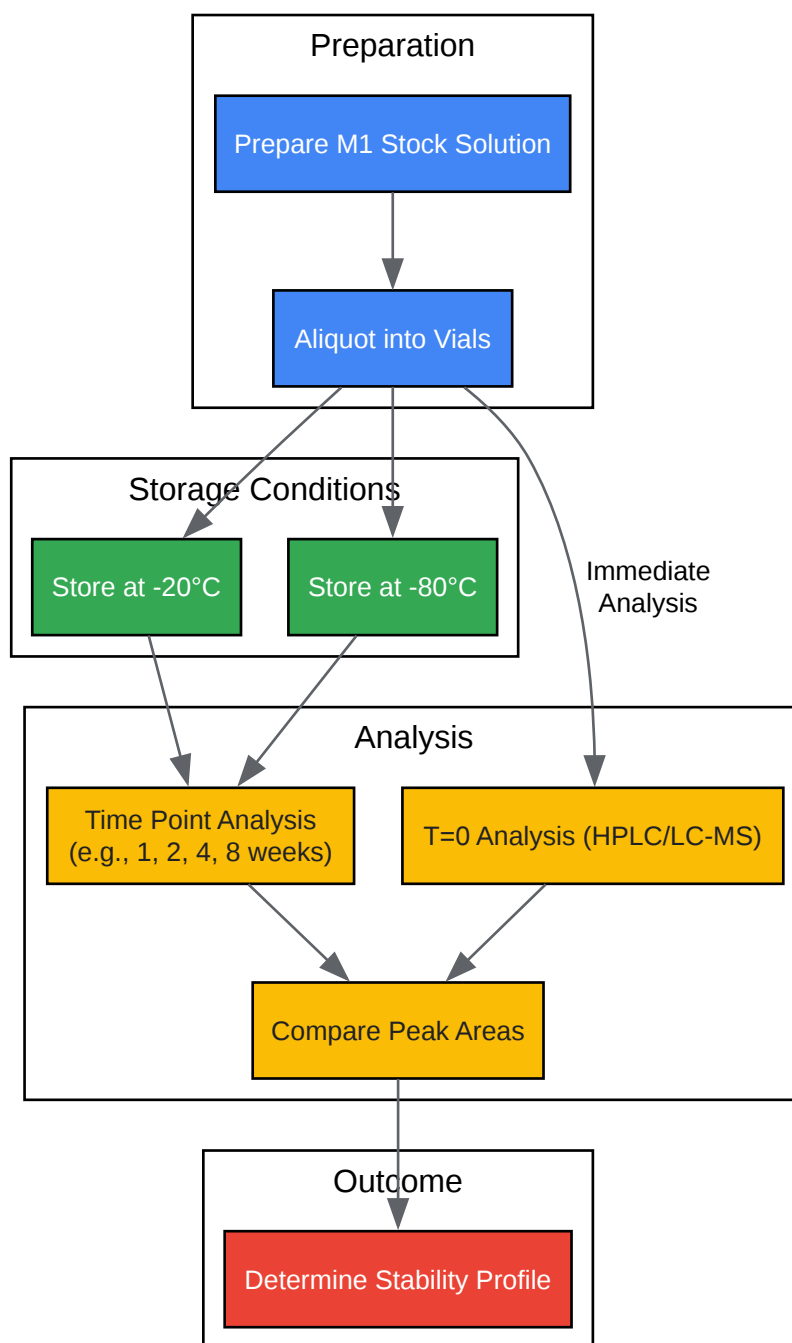 Preparation
Prepare M1 Stock Solution
Aliquot into Vials
Storage Conditions
Store at -20°C
Store at -80°C
Immediate
Analysis
Analysis
Time Point Analysis
(e.g., 1, 2, 4, 8 weeks)
T=0 Analysis (HPLC/LC-MS)
Compare Peak Areas
Outcome
Determine Stability Profile